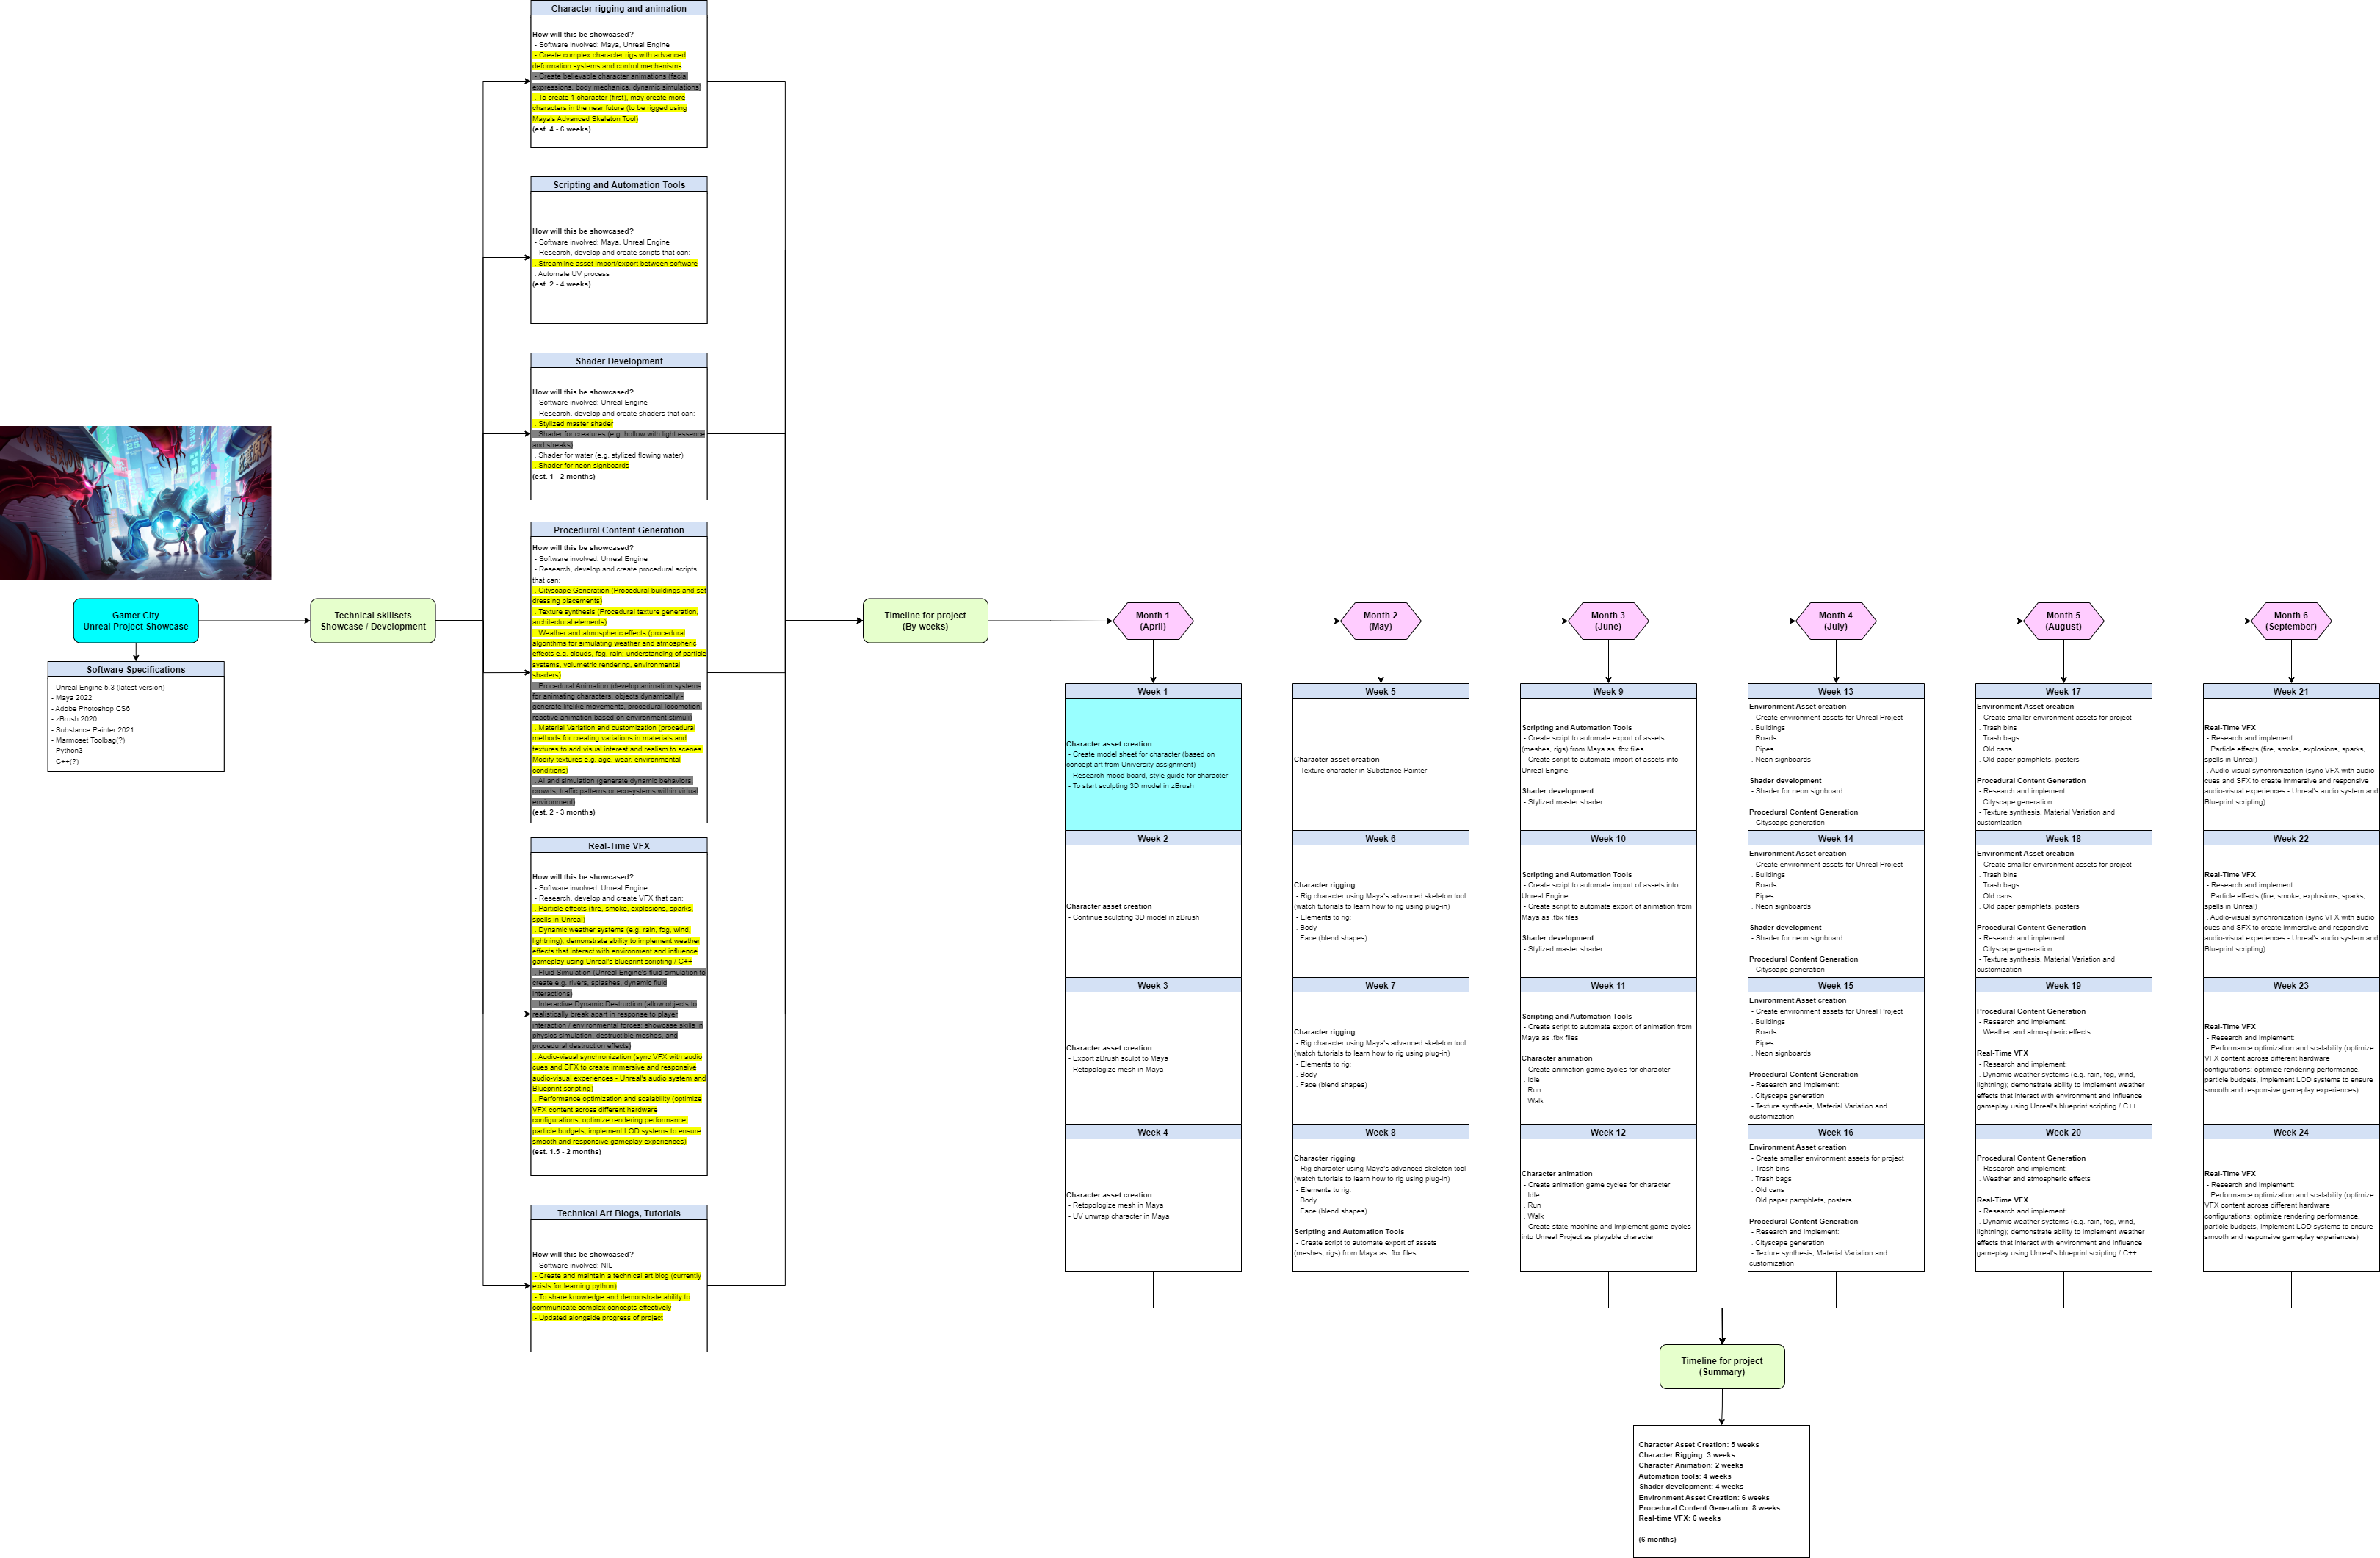 Character rigging and animation
How will this be showcased?
- Software involved: Maya, Unreal Engine
- Create complex character rigs with advanced
deformation systems and control mechanisms
- Create believable character animations (facial
expressions, body mechanics, dynamic simulations)
. To create 1 character (first), may create more
characters in the near future (to be rigged using
Maya's Advanced Skeleton Tool)
(est. 4 - 6 weeks)
Scripting and Automation Tools
How will this be showcased?
- Software involved: Maya, Unreal Engine
- Research, develop and create scripts that can:
. Streamline asset import/export between software
. Automate UV process
(est. 2 - 4 weeks)
Shader Development
How will this be showcased?
- Software involved: Unreal Engine
- Research, develop and create shaders that can:
. Stylized master shader
. Shader for creatures (e.g. hollow with light essence
and streaks)
. Shader for water (e.g. stylized flowing water)
. Shader for neon signboards
(est. 1 - 2 months)
Procedural Content Generation
How will this be showcased?
- Software involved: Unreal Engine
- Research, develop and create procedural scripts
that can:
. Cityscape Generation (Procedural buildings and set
dressing placements)
. Texture synthesis (Procedural texture generation,
architectural elements)
. Weather and atmospheric effects (procedural
algorithms for simulating weather and atmospheric
effects e.g. clouds, fog, rain; understanding of particle
systems, volumetric rendering, environmental
shaders)
. Procedural Animation (develop animation systems
for animating characters, objects dynamically -
generate lifelike movements, procedural locomotion,
reactive animation based on environment stimuli)
. Material Variation and customization (procedural
methods for creating variations in materials and
textures to add visual interest and realism to scenes.
Modify textures e.g. age, wear, environmental
conditions)
. AI and simulation (generate dynamic behaviors,
crowds, traffic patterns or ecosystems within virtual
environment)
(est. 2 - 3 months)
Real-Time VFX
How will this be showcased?
- Software involved: Unreal Engine
- Research, develop and create VFX that can:
. Particle effects (fire, smoke, explosions, sparks,
spells in Unreal)
. Dynamic weather systems (e.g. rain, fog, wind,
lightning); demonstrate ability to implement weather
effects that interact with environment and influence
gameplay using Unreal's blueprint scripting / C++
. Fluid Simulation (Unreal Engine's fluid simulation to
create e.g. rivers, splashes, dynamic fluid
interactions)
. Interactive Dynamic Destruction (allow objects to
realistically break apart in response to player
interaction / environmental forces; showcase skills in
physics simulation, destructible meshes, and
procedural destruction effects)
. Audio-visual synchronization (sync VFX with audio
cues and SFX to create immersive and responsive
audio-visual experiences - Unreal's audio system and
Blueprint scripting)
. Performance optimization and scalability (optimize
VFX content across different hardware
configurations; optimize rendering performance,
particle budgets, implement LOD systems to ensure
smooth and responsive gameplay experiences)
(est. 1.5 - 2 months)
Technical Art Blogs, Tutorials
How will this be showcased?
- Software involved: NIL
- Create and maintain a technical art blog (currently
exists for learning python)
- To share knowledge and demonstrate ability to
communicate complex concepts effectively
- Updated alongside progress of project
Gamer City
Unreal Project Showcase
Software Specifications
- Unreal Engine 5.3 (latest version)
- Maya 2022
- Adobe Photoshop CS6
- zBrush 2020
- Substance Painter 2021
- Marmoset Toolbag(?)
- Python3
- C++(?)
Technical skillsets
Showcase / Development
Timeline for project
(By weeks)
Month 1
(April)
Week 1
Character asset creation
- Create model sheet for character (based on
concept art from University assignment)
- Research mood board, style guide for character
- To start sculpting 3D model in zBrush
Week 2
Character asset creation
- Continue sculpting 3D model in zBrush
Week 3
Character asset creation
- Export zBrush sculpt to Maya
- Retopologize mesh in Maya
Week 4
Character asset creation
- Retopologize mesh in Maya
- UV unwrap character in Maya
Month 2
(May)
Week 5
Character asset creation
- Texture character in Substance Painter
Week 6
Character rigging
- Rig character using Maya's advanced skeleton tool
(watch tutorials to learn how to rig using plug-in)
- Elements to rig:
. Body
. Face (blend shapes)
Week 7
Character rigging
- Rig character using Maya's advanced skeleton tool
(watch tutorials to learn how to rig using plug-in)
- Elements to rig:
. Body
. Face (blend shapes)
Week 8
Character rigging
- Rig character using Maya's advanced skeleton tool
(watch tutorials to learn how to rig using plug-in)
- Elements to rig:
. Body
. Face (blend shapes)
Scripting and Automation Tools
- Create script to automate export of assets
(meshes, rigs) from Maya as .fbx files
Month 3
(June)
Week 9
Scripting and Automation Tools
- Create script to automate export of assets
(meshes, rigs) from Maya as .fbx files
- Create script to automate import of assets into
Unreal Engine
Shader development
- Stylized master shader
Week 10
Scripting and Automation Tools
- Create script to automate import of assets into
Unreal Engine
- Create script to automate export of animation from
Maya as .fbx files
Shader development
- Stylized master shader
Week 11
Scripting and Automation Tools
- Create script to automate export of animation from
Maya as .fbx files
Character animation
- Create animation game cycles for character
. Idle
. Run
. Walk
Week 12
Character animation
- Create animation game cycles for character
. Idle
. Run
. Walk
- Create state machine and implement game cycles
into Unreal Project as playable character
Month 4
(July)
Week 13
Environment Asset creation
- Create environment assets for Unreal Project
. Buildings
. Roads
. Pipes
. Neon signboards
Shader development
- Shader for neon signboard
Procedural Content Generation
- Cityscape generation
Week 14
Environment Asset creation
- Create environment assets for Unreal Project
. Buildings
. Roads
. Pipes
. Neon signboards
Shader development
- Shader for neon signboard
Procedural Content Generation
- Cityscape generation
Week 15
Environment Asset creation
- Create environment assets for Unreal Project
. Buildings
. Roads
. Pipes
. Neon signboards
Procedural Content Generation
- Research and implement:
. Cityscape generation
- Texture synthesis, Material Variation and
customization
Week 16
Environment Asset creation
- Create smaller environment assets for project
. Trash bins
. Trash bags
. Old cans
. Old paper pamphlets, posters
Procedural Content Generation
- Research and implement:
. Cityscape generation
- Texture synthesis, Material Variation and
customization
Month 5
(August)
Week 17
Environment Asset creation
- Create smaller environment assets for project
. Trash bins
. Trash bags
. Old cans
. Old paper pamphlets, posters
Procedural Content Generation
- Research and implement:
. Cityscape generation
- Texture synthesis, Material Variation and
customization
Week 18
Environment Asset creation
- Create smaller environment assets for project
. Trash bins
. Trash bags
. Old cans
. Old paper pamphlets, posters
Procedural Content Generation
- Research and implement:
. Cityscape generation
- Texture synthesis, Material Variation and
customization
Week 19
Procedural Content Generation
- Research and implement:
. Weather and atmospheric effects
Real-Time VFX
- Research and implement:
. Dynamic weather systems (e.g. rain, fog, wind,
lightning); demonstrate ability to implement weather
effects that interact with environment and influence
gameplay using Unreal's blueprint scripting / C++
Week 20
Procedural Content Generation
- Research and implement:
. Weather and atmospheric effects
Real-Time VFX
- Research and implement:
. Dynamic weather systems (e.g. rain, fog, wind,
lightning); demonstrate ability to implement weather
effects that interact with environment and influence
gameplay using Unreal's blueprint scripting / C++
Month 6
(September)
Week 21
Real-Time VFX
- Research and implement:
. Particle effects (fire, smoke, explosions, sparks,
spells in Unreal)
. Audio-visual synchronization (sync VFX with audio
cues and SFX to create immersive and responsive
audio-visual experiences - Unreal's audio system and
Blueprint scripting)
Week 22
Real-Time VFX
- Research and implement:
. Particle effects (fire, smoke, explosions, sparks,
spells in Unreal)
. Audio-visual synchronization (sync VFX with audio
cues and SFX to create immersive and responsive
audio-visual experiences - Unreal's audio system and
Blueprint scripting)
Week 23
Real-Time VFX
- Research and implement:
. Performance optimization and scalability (optimize
VFX content across different hardware
configurations; optimize rendering performance,
particle budgets, implement LOD systems to ensure
smooth and responsive gameplay experiences)
Week 24
Real-Time VFX
- Research and implement:
. Performance optimization and scalability (optimize
VFX content across different hardware
configurations; optimize rendering performance,
particle budgets, implement LOD systems to ensure
smooth and responsive gameplay experiences)
Timeline for project
(Summary)
Character Asset Creation: 5 weeks
Character Rigging: 3 weeks
Character Animation: 2 weeks
Automation tools: 4 weeks
Shader development: 4 weeks
Environment Asset Creation: 6 weeks
Procedural Content Generation: 8 weeks
Real-time VFX: 6 weeks
(6 months)